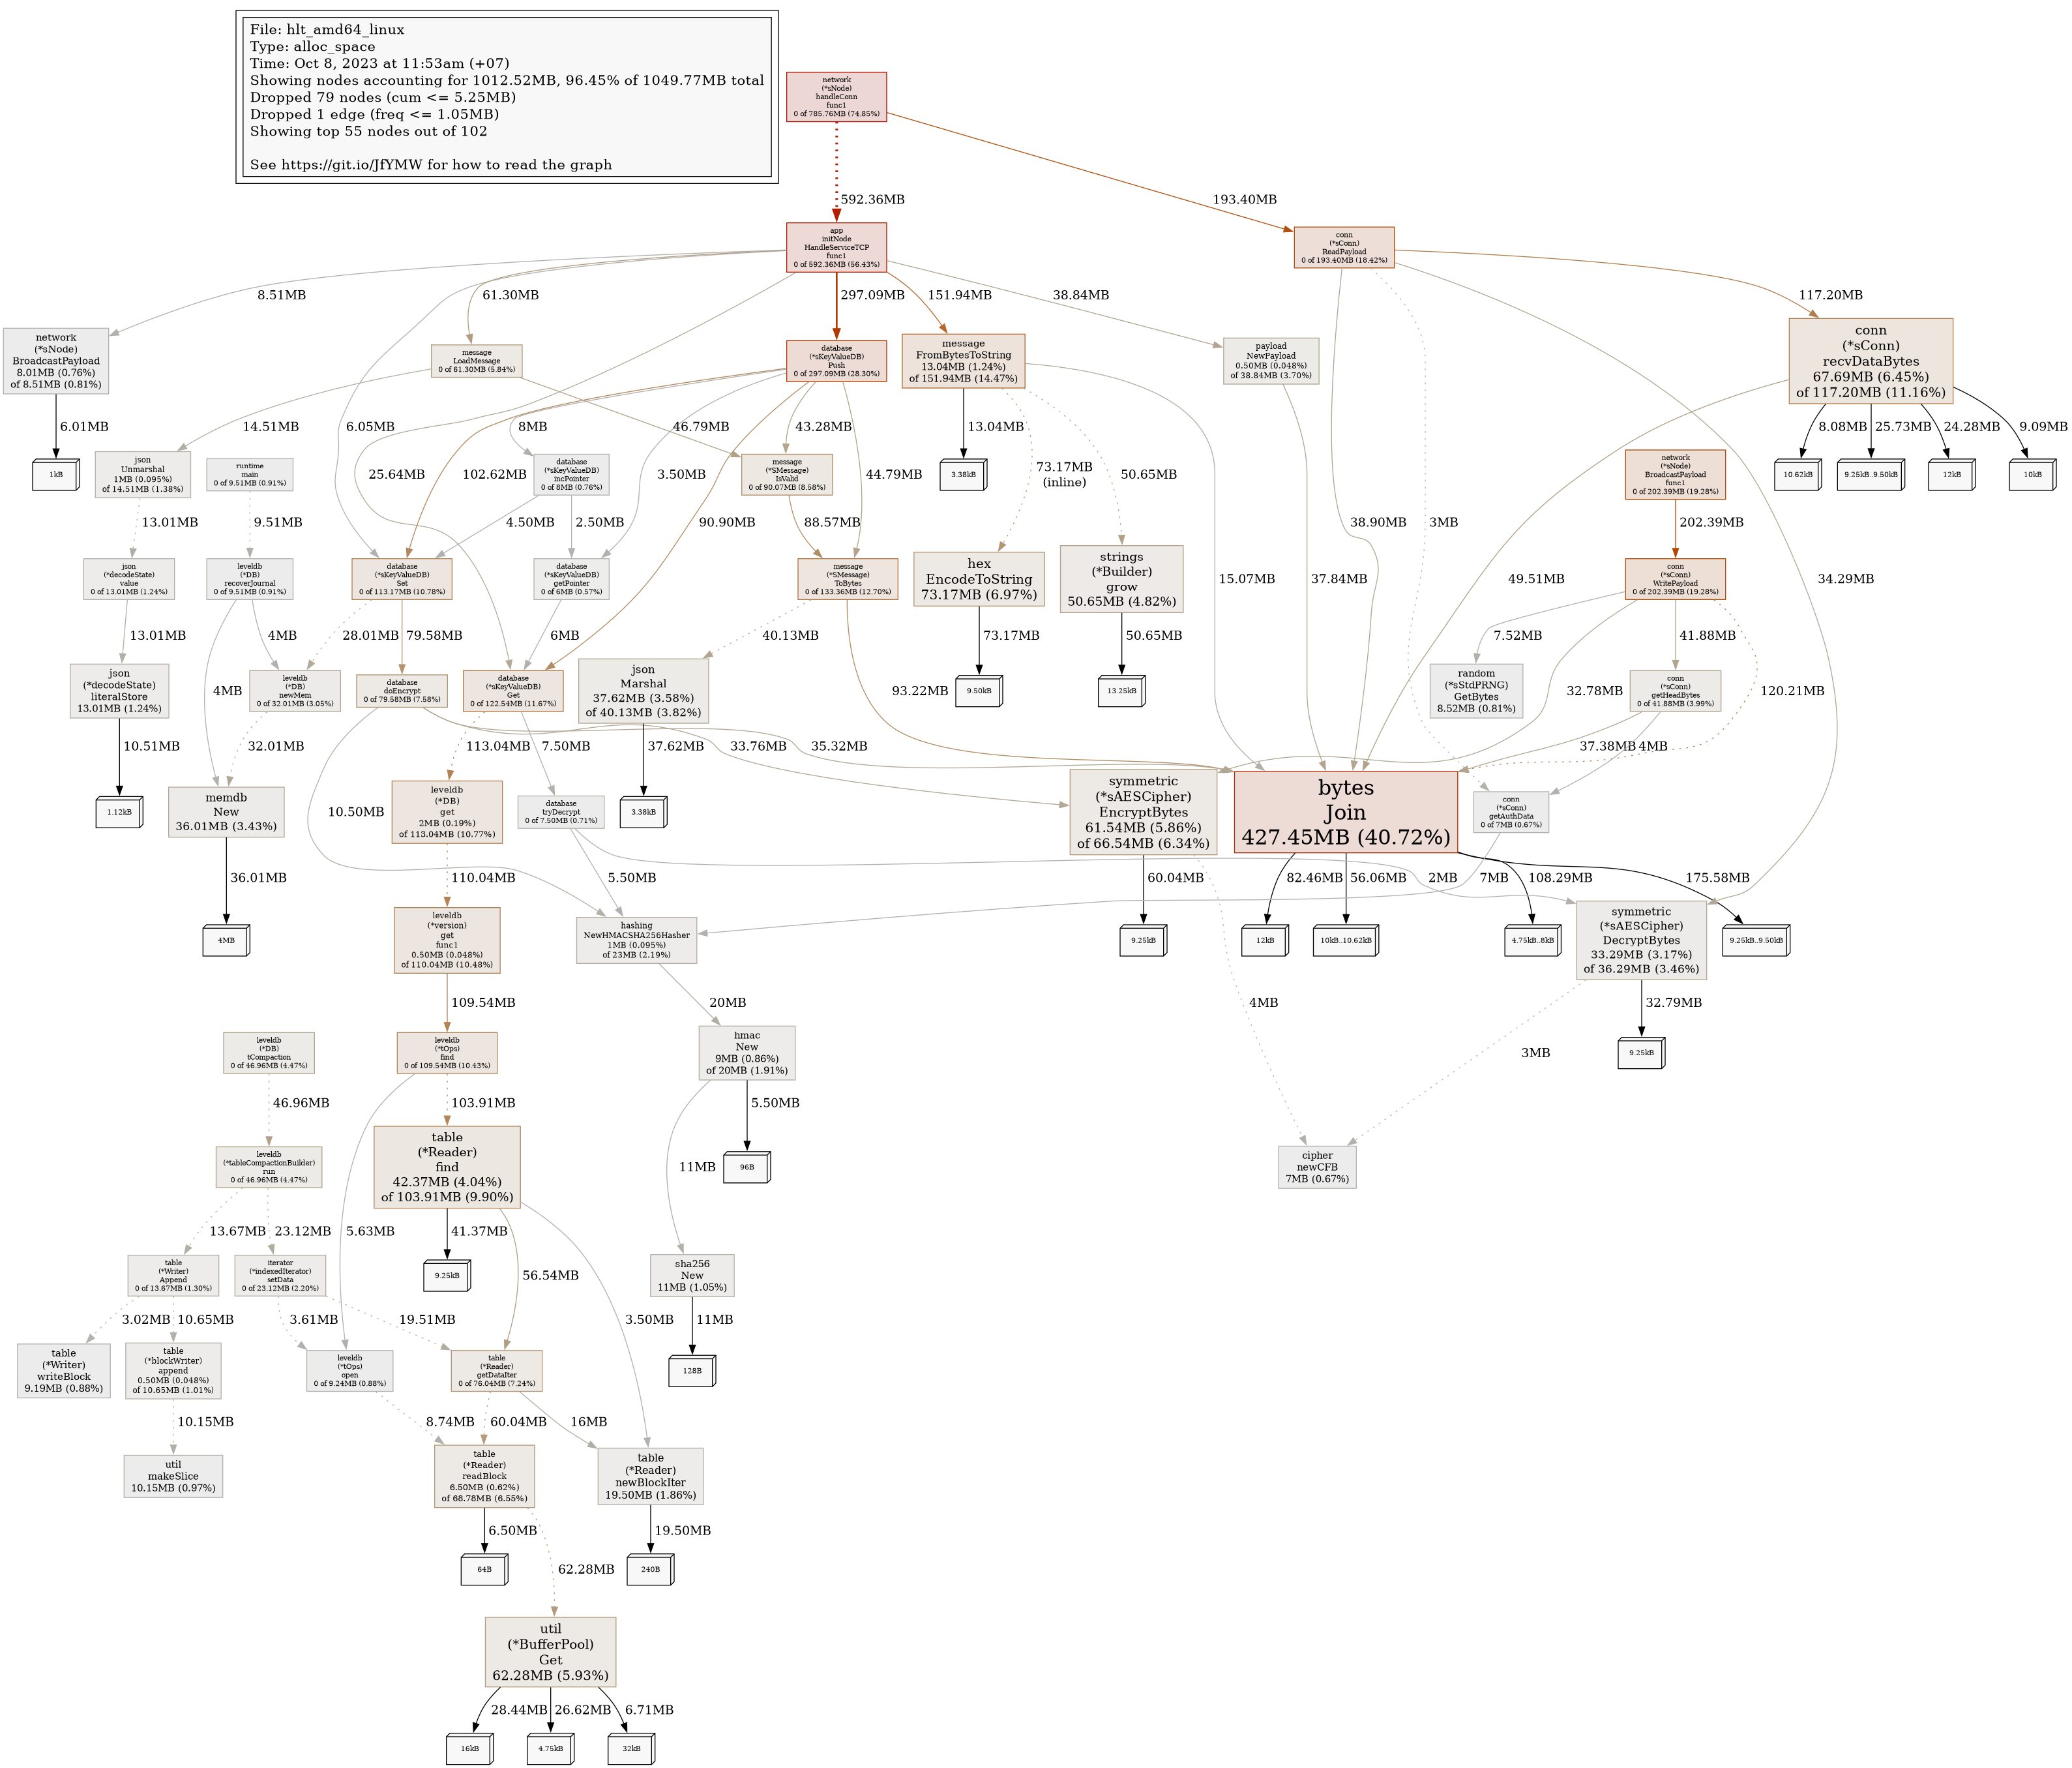 File: hlt_amd64_linux
Type: alloc_space
Time: Oct 8, 2023 at 11:53am (+07)
Showing nodes accounting for 1012.52MB, 96.45% of 1049.77MB total
Dropped 79 nodes (cum <= 5.25MB)
Dropped 1 edge (freq <= 1.05MB)
Showing top 55 nodes out of 102
See https://git.io/JfYMW for how to read the graph
network
(*sNode)
handleConn
func1
0 of 785.76MB (74.85%)
592.36MB
193.40MB
app
initNode
HandleServiceTCP
func1
0 of 592.36MB (56.43%)
conn
(*sConn)
ReadPayload
0 of 193.40MB (18.42%)
8.51MB
61.30MB
297.09MB
151.94MB
38.84MB
117.20MB
network
(*sNode)
BroadcastPayload
8.01MB (0.76%)
of 8.51MB (0.81%)
message
LoadMessage
0 of 61.30MB (5.84%)
database
(*sKeyValueDB)
Push
0 of 297.09MB (28.30%)
message
FromBytesToString
13.04MB (1.24%)
of 151.94MB (14.47%)
payload
NewPayload
0.50MB (0.048%)
of 38.84MB (3.70%)
conn
(*sConn)
recvDataBytes
67.69MB (6.45%)
of 117.20MB (11.16%)
6.01MB
14.51MB
6.05MB
8MB
46.79MB
43.28MB
13.04MB
8.08MB
25.73MB
24.28MB
9.09MB
1kB
json
Unmarshal
1MB (0.095%)
of 14.51MB (1.38%)
runtime
main
0 of 9.51MB (0.91%)
25.64MB
102.62MB
database
(*sKeyValueDB)
incPointer
0 of 8MB (0.76%)
3.50MB
message
(*SMessage)
IsValid
0 of 90.07MB (8.58%)
44.79MB
3.38kB
73.17MB
(inline)
50.65MB
3MB
10.62kB
9.25kB..9.50kB
12kB
10kB
network
(*sNode)
BroadcastPayload
func1
0 of 202.39MB (19.28%)
13.01MB
9.51MB
4.50MB
2.50MB
90.90MB
88.57MB
38.90MB
202.39MB
json
(*decodeState)
value
0 of 13.01MB (1.24%)
leveldb
(*DB)
recoverJournal
0 of 9.51MB (0.91%)
database
(*sKeyValueDB)
Set
0 of 113.17MB (10.78%)
database
(*sKeyValueDB)
getPointer
0 of 6MB (0.57%)
message
(*SMessage)
ToBytes
0 of 133.36MB (12.70%)
hex
EncodeToString
73.17MB (6.97%)
strings
(*Builder)
grow
50.65MB (4.82%)
15.07MB
37.84MB
49.51MB
34.29MB
conn
(*sConn)
WritePayload
0 of 202.39MB (19.28%)
13.01MB
4MB
28.01MB
79.58MB
6MB
40.13MB
73.17MB
50.65MB
7.52MB
41.88MB
json
(*decodeState)
literalStore
13.01MB (1.24%)
4MB
leveldb
(*DB)
newMem
0 of 32.01MB (3.05%)
database
doEncrypt
0 of 79.58MB (7.58%)
database
(*sKeyValueDB)
Get
0 of 122.54MB (11.67%)
json
Marshal
37.62MB (3.58%)
of 40.13MB (3.82%)
93.22MB
9.50kB
13.25kB
random
(*sStdPRNG)
GetBytes
8.52MB (0.81%)
32.78MB
conn
(*sConn)
getHeadBytes
0 of 41.88MB (3.99%)
120.21MB
10.51MB
32.01MB
113.04MB
7.50MB
37.62MB
33.76MB
35.32MB
37.38MB
4MB
1.12kB
memdb
New
36.01MB (3.43%)
10.50MB
leveldb
(*DB)
get
2MB (0.19%)
of 113.04MB (10.77%)
database
tryDecrypt
0 of 7.50MB (0.71%)
3.38kB
symmetric
(*sAESCipher)
EncryptBytes
61.54MB (5.86%)
of 66.54MB (6.34%)
bytes
Join
427.45MB (40.72%)
conn
(*sConn)
getAuthData
0 of 7MB (0.67%)
36.01MB
110.04MB
5.50MB
60.04MB
82.46MB
56.06MB
2MB
7MB
108.29MB
175.58MB
4MB
leveldb
(*version)
get
func1
0.50MB (0.048%)
of 110.04MB (10.48%)
hashing
NewHMACSHA256Hasher
1MB (0.095%)
of 23MB (2.19%)
9.25kB
12kB
10kB..10.62kB
4.75kB..8kB
symmetric
(*sAESCipher)
DecryptBytes
33.29MB (3.17%)
of 36.29MB (3.46%)
9.25kB..9.50kB
109.54MB
20MB
4MB
32.79MB
leveldb
(*DB)
tCompaction
0 of 46.96MB (4.47%)
leveldb
(*tOps)
find
0 of 109.54MB (10.43%)
hmac
New
9MB (0.86%)
of 20MB (1.91%)
3MB
9.25kB
46.96MB
103.91MB
5.50MB
leveldb
(*tableCompactionBuilder)
run
0 of 46.96MB (4.47%)
table
(*Reader)
find
42.37MB (4.04%)
of 103.91MB (9.90%)
11MB
96B
cipher
newCFB
7MB (0.67%)
13.67MB
23.12MB
5.63MB
41.37MB
table
(*Writer)
Append
0 of 13.67MB (1.30%)
iterator
(*indexedIterator)
setData
0 of 23.12MB (2.20%)
9.25kB
56.54MB
sha256
New
11MB (1.05%)
3.02MB
10.65MB
3.61MB
19.51MB
3.50MB
11MB
table
(*Writer)
writeBlock
9.19MB (0.88%)
table
(*blockWriter)
append
0.50MB (0.048%)
of 10.65MB (1.01%)
leveldb
(*tOps)
open
0 of 9.24MB (0.88%)
table
(*Reader)
getDataIter
0 of 76.04MB (7.24%)
128B
10.15MB
8.74MB
60.04MB
16MB
util
makeSlice
10.15MB (0.97%)
table
(*Reader)
readBlock
6.50MB (0.62%)
of 68.78MB (6.55%)
table
(*Reader)
newBlockIter
19.50MB (1.86%)
6.50MB
62.28MB
19.50MB
64B
240B
util
(*BufferPool)
Get
62.28MB (5.93%)
28.44MB
26.62MB
6.71MB
16kB
4.75kB
32kB